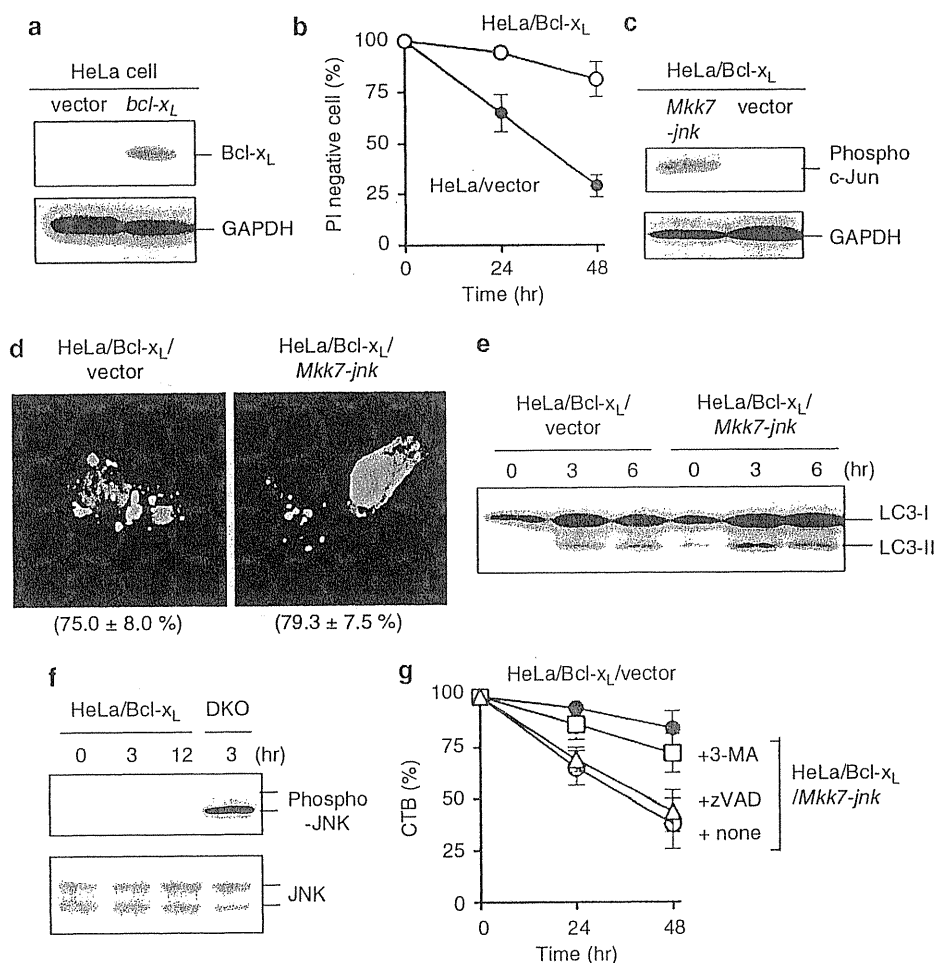 a
HeLa cell
vector bcl-xL
Bcl-xL
GAPDH
b
HeLa/Bcl-xL
100
75
50
25
0
PI negative cell (%)
HeLa/vector
0 24 48
Time (hr)
c
HeLa/Bcl-xL
Mkk7 vector
-jnk
Phospho
c-Jun
GAPDH
d
HeLa/Bcl-xL/
vector
HeLa/Bcl-xL/
Mkk7-jnk
(75.0 ± 8.0 %)
(79.3 ± 7.5 %)
e
HeLa/Bcl-xL/
vector
HeLa/Bcl-xL/
Mkk7-jnk
0 3 6 0 3 6 (hr)
LC3-I
LC3-II
f
HeLa/Bcl-xL DKO
0 3 12 3 (hr)
Phospho
-JNK
JNK
g
HeLa/Bcl-xL/vector
100
75
50
25
0
CTB (%)
+3-MA
+zVAD
+ none
HeLa/Bcl-xL
/Mkk7-jnk
0 24 48
Time (hr)